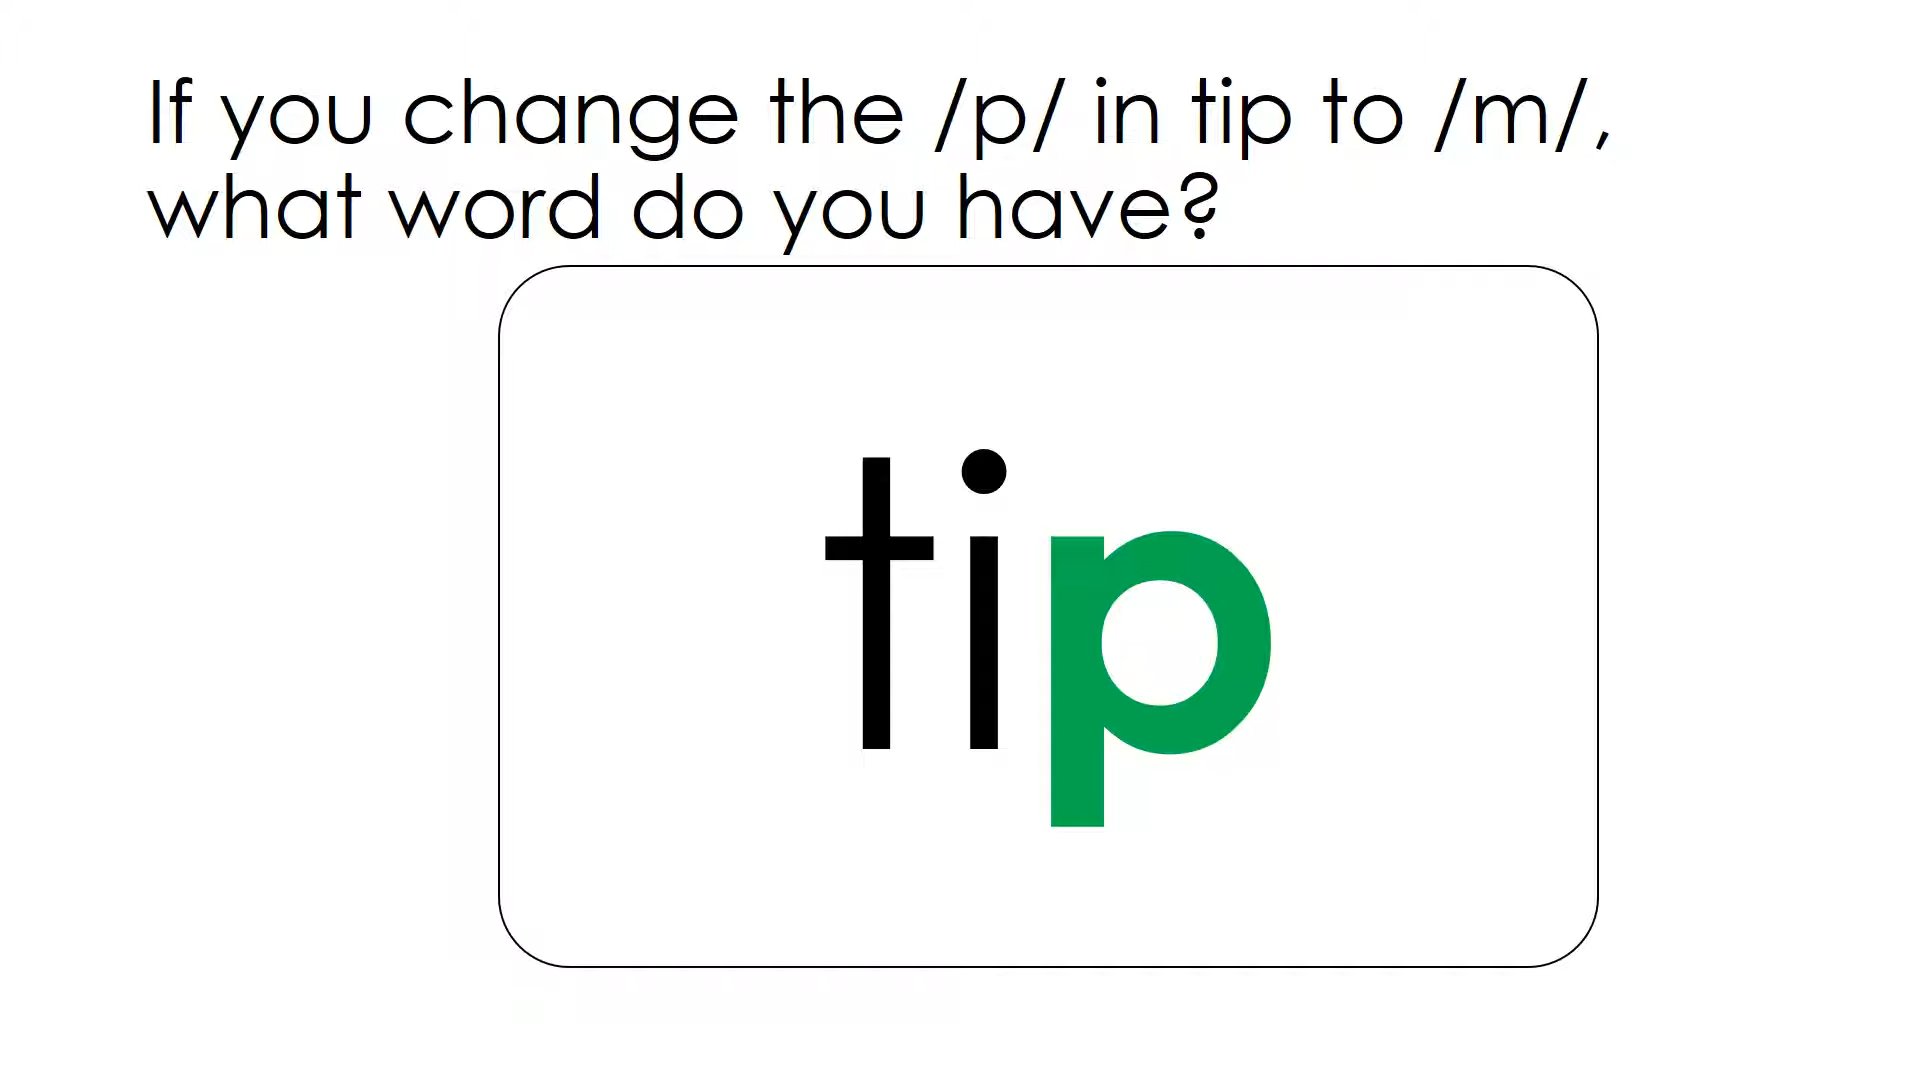 If you change the /p/ in tip to /m/,
what word do you have?
tip